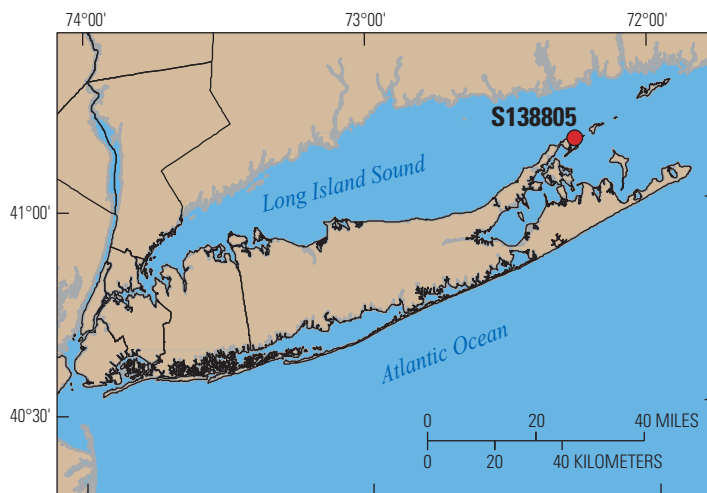 74°00' 73°00' 72°00'
S138805
Long Island Sound
41°00'
Atlantic Ocean
40°30'
0 20 40 MILES
0 20 40 KILOMETERS